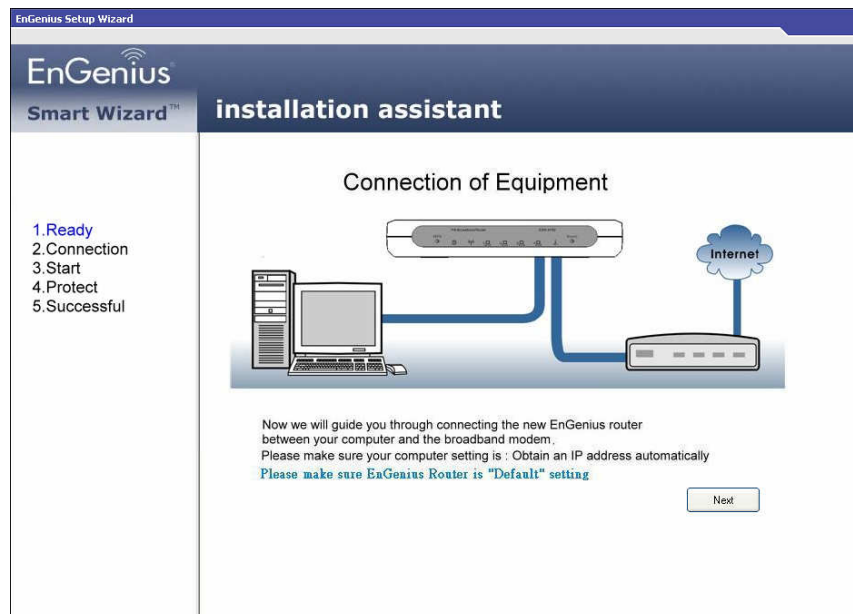 EnGenius Setup Wizard
EnGenius®
Smart Wizard™
installation assistant
Connection of Equipment
1.Ready
2.Connection
3.Start
4.Protect
5.Successful
Internet
Now we will guide you through connecting the new EnGenius router
between your computer and the broadband modem.
Please make sure your computer setting is : Obtain an IP address automatically
Please make sure EnGenius Router is "Default" setting
Next